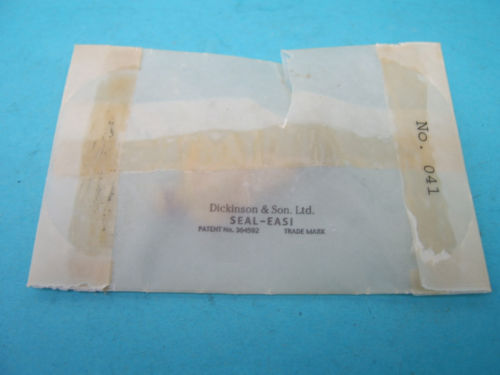 Dickinson & Son. Ltd.
SEAL-EASI
PATENT No. 364592 TRADE MARK
No. 041